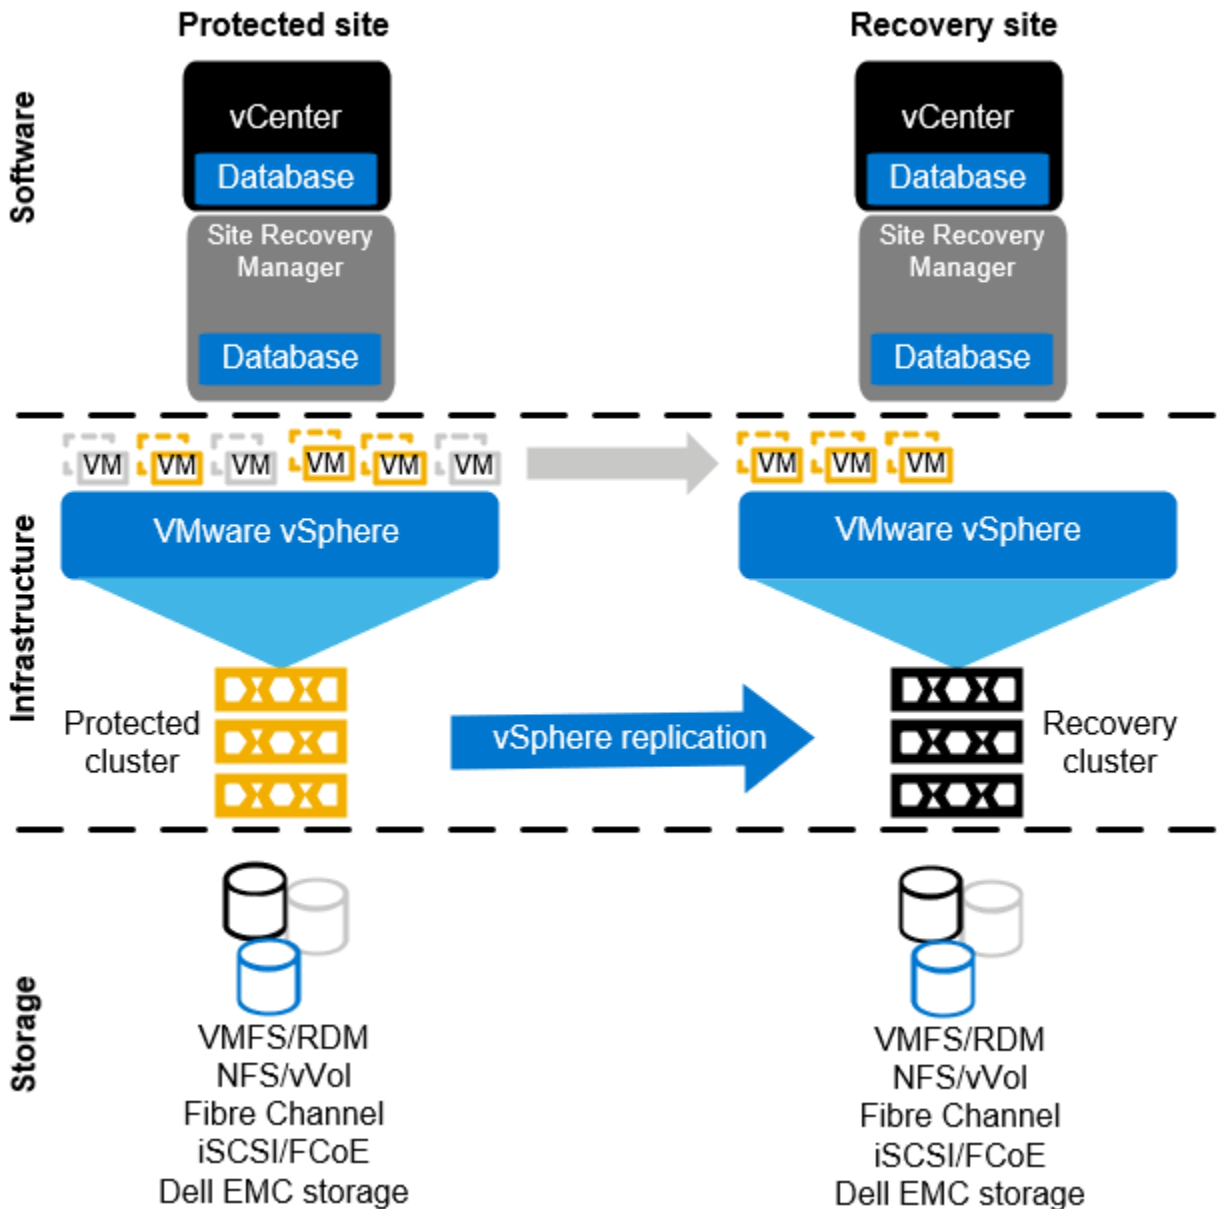 Protected site
Recovery site
Software
vCenter
Database
Site Recovery
Manager
Database
vCenter
Database
Site Recovery
Manager
Database
Infrastructure
VM
VM
VM
VM
VM
VM
VM
VM
VM
VMware vSphere
VMware vSphere
Protected
cluster
vSphere replication
Recovery
cluster
Storage
VMFS/RDM
NFS/vVol
Fibre Channel
iSCSI/FCoE
Dell EMC storage
VMFS/RDM
NFS/vVol
Fibre Channel
iSCSI/FCoE
Dell EMC storage